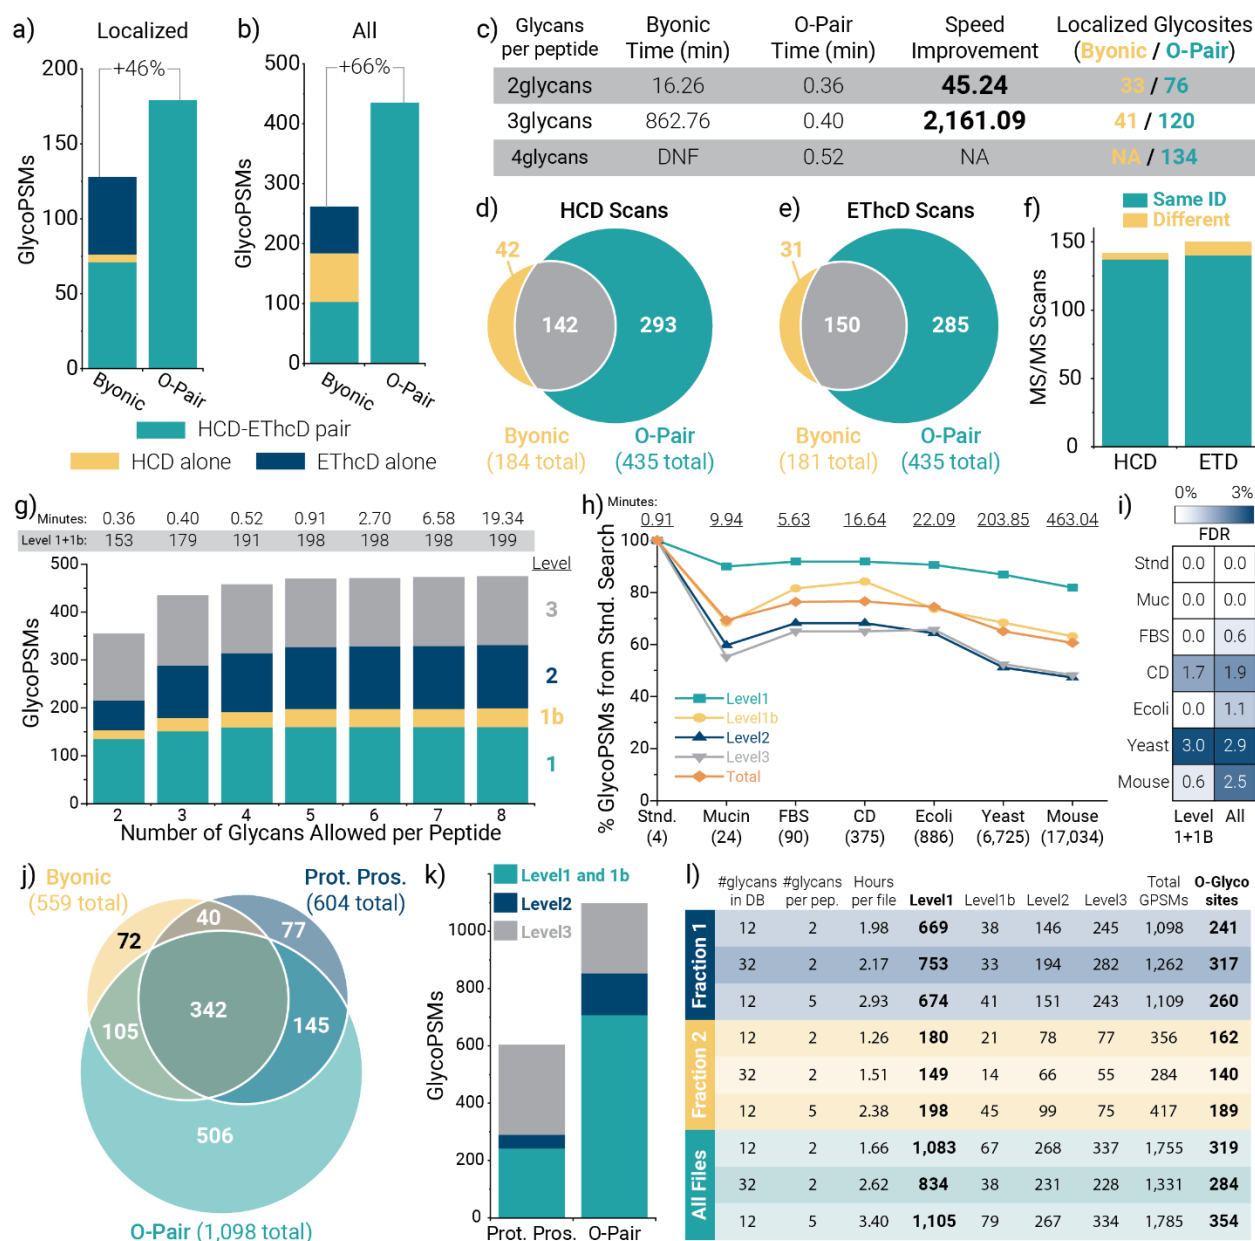 a) Localized
+46%
GlycoPSMs
200
150
100
50
0
Byonic
O-Pair
b) All
+66%
GlycoPSMs
500
400
300
200
100
0
Byonic
O-Pair
HCD-EThcD pair
HCD alone
EThcD alone
c) Glycans per peptide Byonic Time (min) O-Pair Time (min) Speed Improvement Localized Glycosites (Byonic / O-Pair)
2glycans 16.26 0.36 45.24 33 / 76
3glycans 862.76 0.40 2,161.09 41 / 120
4glycans DNF 0.52 NA NA / 134
d) HCD Scans
42
142
293
Byonic (184 total)
O-Pair (435 total)
e) EThcD Scans
31
150
285
Byonic (181 total)
O-Pair (435 total)
f) Same ID
Different
MS/MS Scans
150
100
50
0
HCD
ETD
g) Minutes: 0.36 0.40 0.52 0.91 2.70 6.58 19.34
Level 1+1b: 153 179 191 198 198 198 199
GlycoPSMs
500
400
300
200
100
0
Level
3
2
1b
1
2 3 4 5 6 7 8
Number of Glycans Allowed per Peptide
h) Minutes:
0.91 9.94 5.63 16.64 22.09 203.85 463.04
% GlycoPSMs from Stnd. Search
100
80
60
40
20
0
Level1
Level1b
Level2
Level3
Total
Stnd. Mucin FBS CD Ecoli Yeast Mouse
(4) (24) (90) (375) (886) (6,725) (17,034)
i) 0% 3%
FDR
Stnd 0.0 0.0
Muc 0.0 0.0
FBS 0.0 0.6
CD 1.7 1.9
Ecoli 0.0 1.1
Yeast 3.0 2.9
Mouse 0.6 2.5
Level 1+1B
All
j) Byonic (559 total)
Prot. Pros. (604 total)
72
40
77
342
105
145
506
O-Pair (1,098 total)
k) Level1 and 1b
Level2
Level3
GlycoPSMs
1000
800
600
400
200
0
Prot. Pros.
O-Pair
l) #glycans in DB #glycans per pep. Hours per file Level1 Level1b Level2 Level3 Total GPSMs O-Glyco sites
Fraction 1
12 2 1.98 669 38 146 245 1,098 241
32 2 2.17 753 33 194 282 1,262 317
12 5 2.93 674 41 151 243 1,109 260
Fraction 2
12 2 1.26 180 21 78 77 356 162
32 2 1.51 149 14 66 55 284 140
12 5 2.38 198 45 99 75 417 189
All Files
12 2 1.66 1,083 67 268 337 1,755 319
32 2 2.62 834 38 231 228 1,331 284
12 5 3.40 1,105 79 267 334 1,785 354